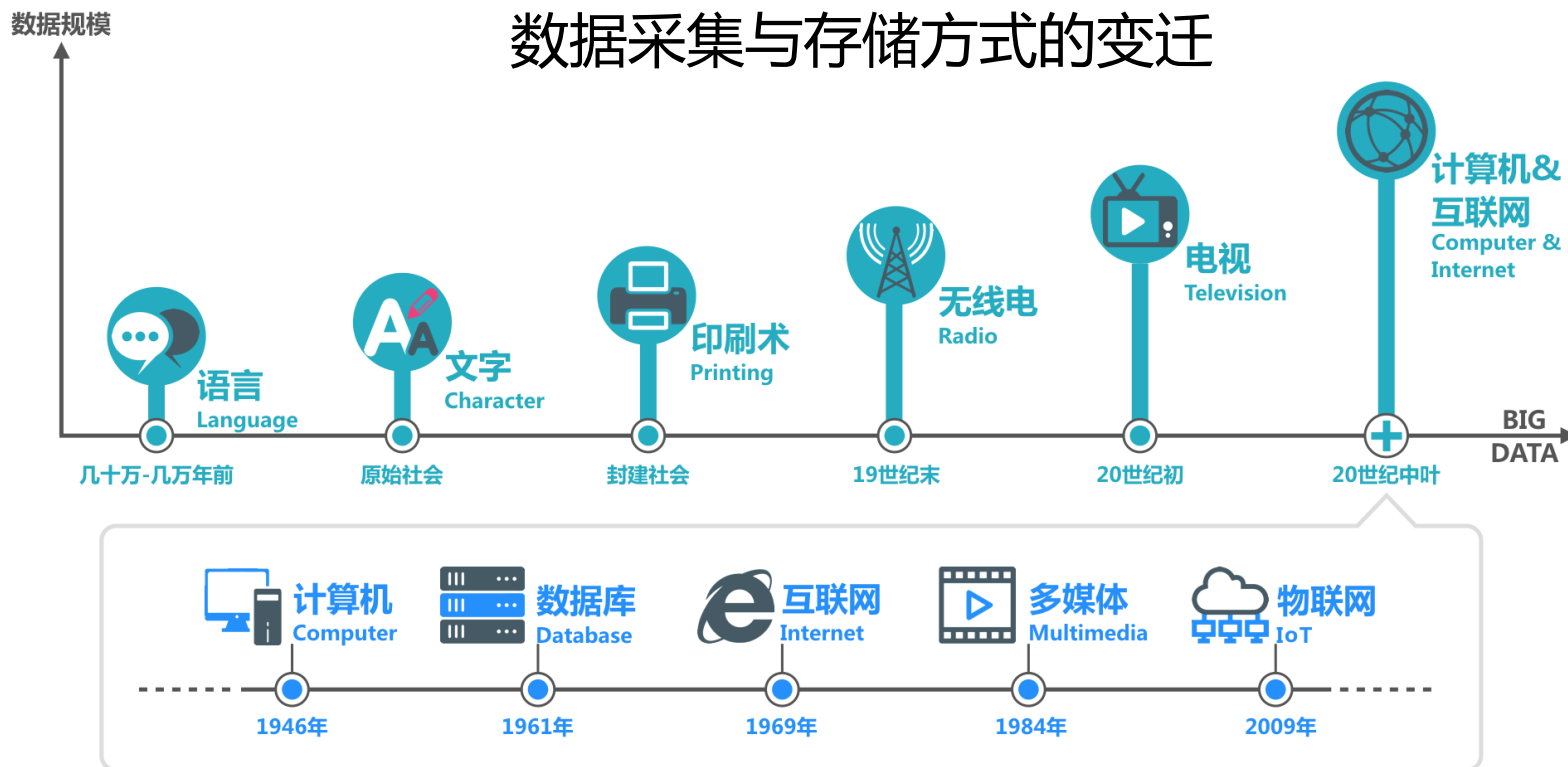 数据采集与存储方式的变迁
数据规模
语言
Language
文字
Character
印刷术
Printing
无线电
Radio
电视
Television
计算机&
互联网
Computer &
Internet
BIG
DATA
几十万-几万年前
原始社会
封建社会
19世纪末
20世纪初
20世纪中叶
计算机
Computer
数据库
Database
互联网
Internet
多媒体
Multimedia
物联网
IoT
1946年
1961年
1969年
1984年
2009年